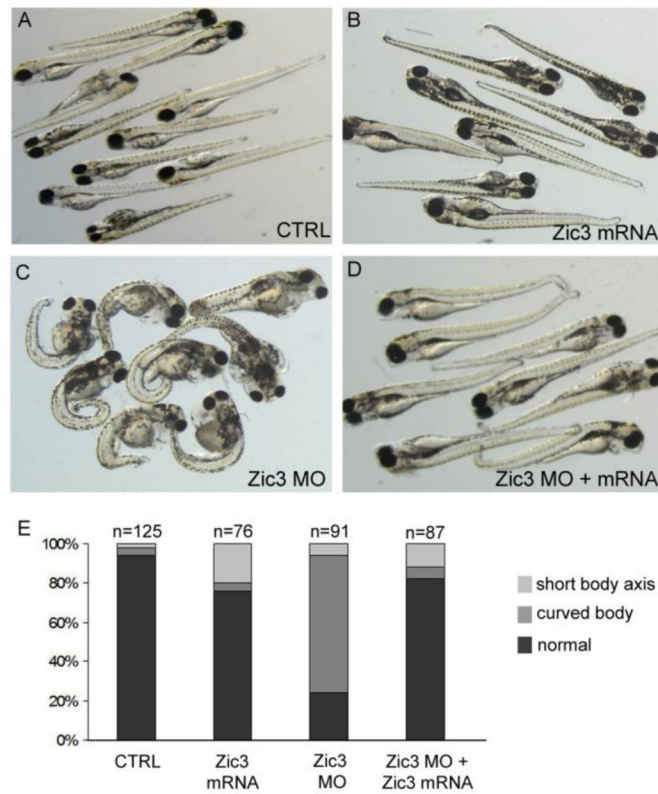 A
CTRL
B
Zic3 mRNA
C
Zic3 MO
D
Zic3 MO + mRNA
E
n=125 n=76 n=91 n=87
100%
80%
60%
40%
20%
0%
CTRL
Zic3
mRNA
Zic3
MO
Zic3 MO +
Zic3 mRNA
short body axis
curved body
normal